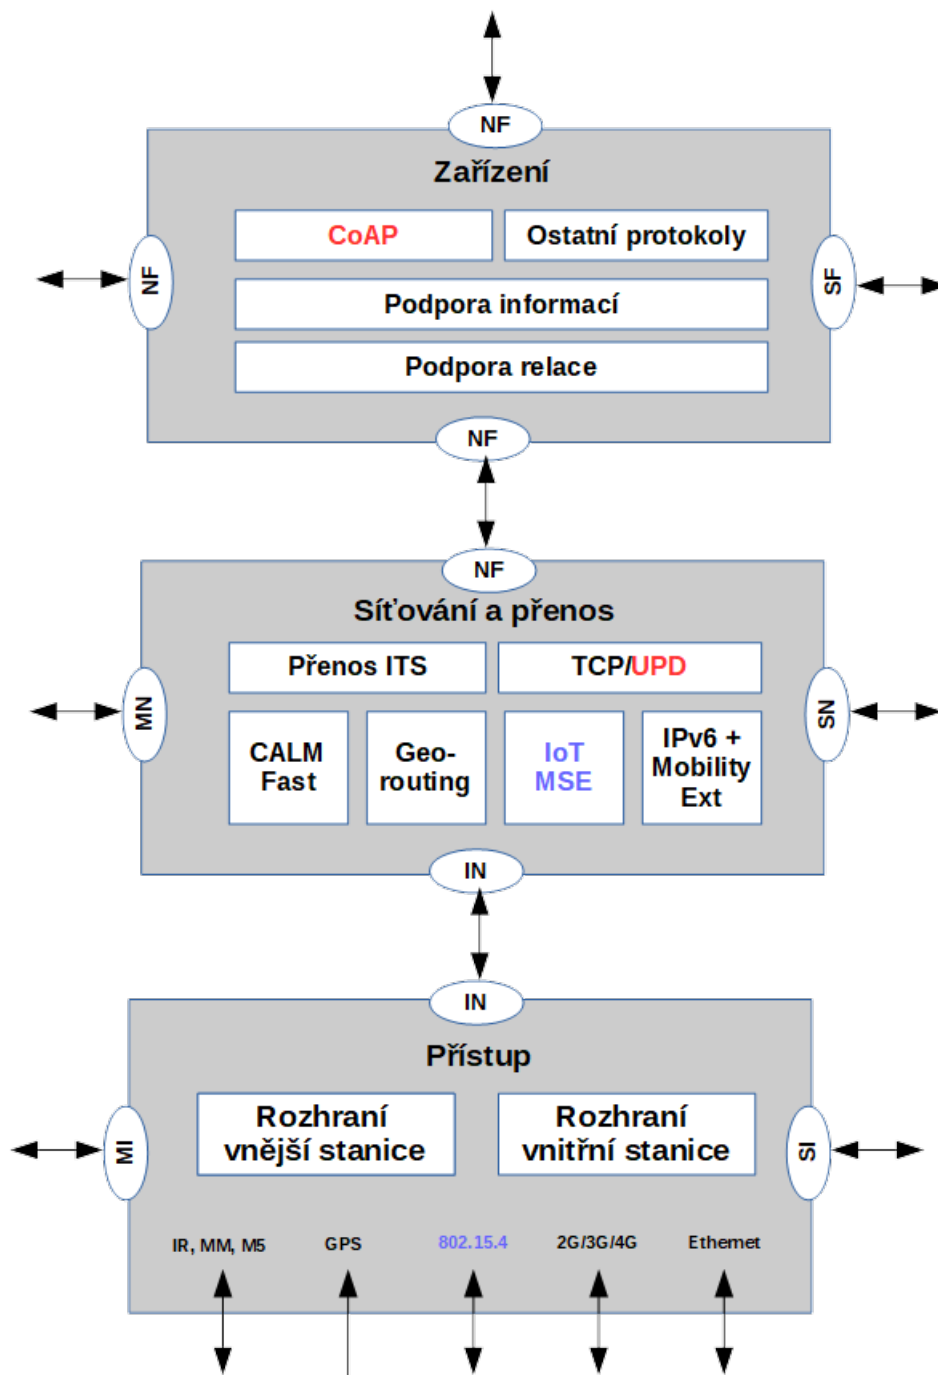 NF
Zařízení
CoAP
Ostatní protokoly
NF
SF
Podpora informací
Podpora relace
NF
NF
Síťování a přenos
Přenos ITS
TCP/UPD
MN
SN
CALM
Fast
Geo-
routing
IoT
MSE
IPv6 +
Mobility
Ext
IN
IN
Přístup
Rozhraní
vnější stanice
Rozhraní
vnitřní stanice
MI
SI
IR, MM, M5
GPS
802.15.4
2G/3G/4G
Ethernet